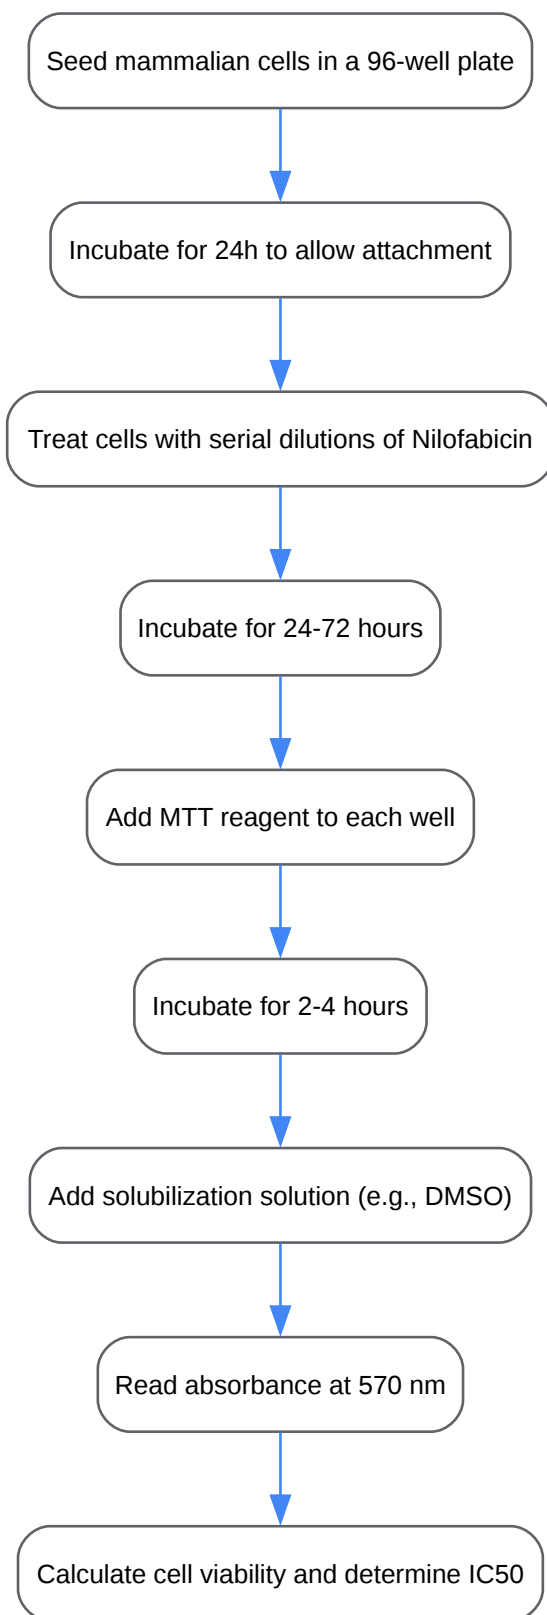 Seed mammalian cells in a 96-well plate
Incubate for 24h to allow attachment
Treat cells with serial dilutions of Nilofabicin
Incubate for 24-72 hours
Add MTT reagent to each well
Incubate for 2-4 hours
Add solubilization solution (e.g., DMSO)
Read absorbance at 570 nm
Calculate cell viability and determine IC50